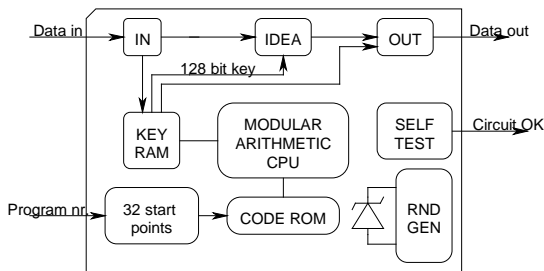 Data in
IN
IDEA
OUT
Data out
128 bit key
KEY
RAM
MODULAR
ARITHMETIC
CPU
SELF
TEST
Circuit OK
Program nr.
32 start
points
CODE ROM
RND
GEN